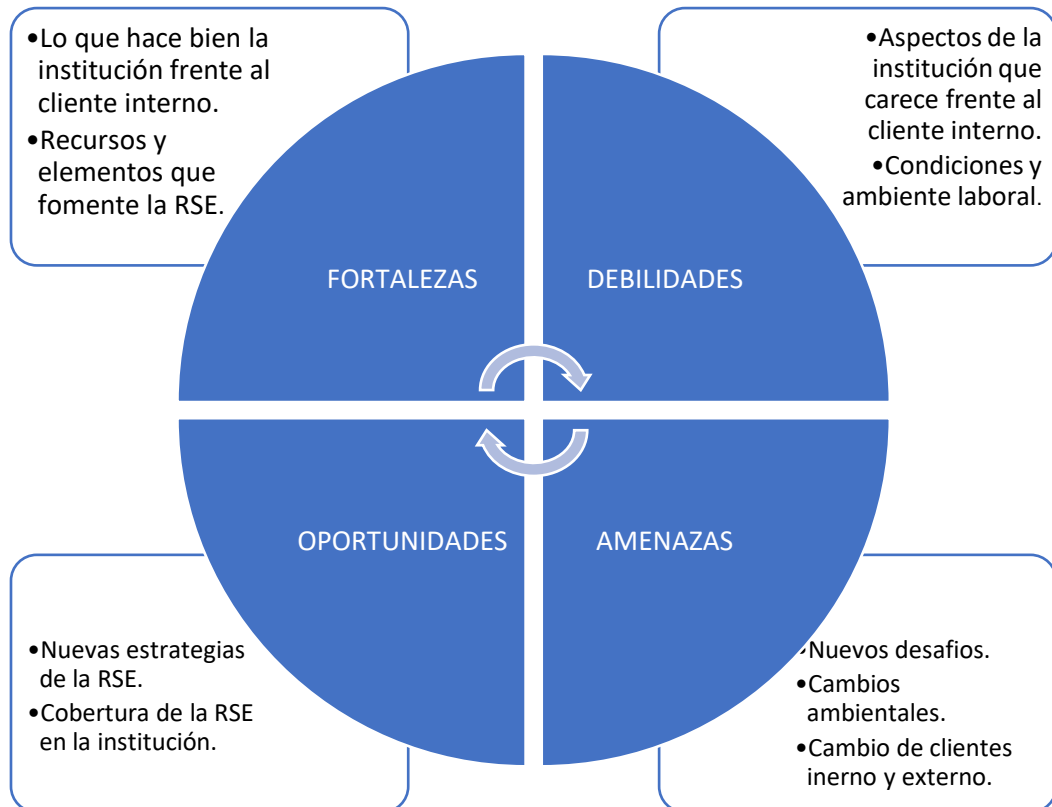 •Lo que hace bien la
institución frente al
cliente interno.
•Recursos y
elementos que
fomente la RSE.
•Aspectos de la
institución que
carece frente al
cliente interno.
•Condiciones y
ambiente laboral.
FORTALEZAS
DEBILIDADES
OPORTUNIDADES
AMENAZAS
•Nuevas estrategias
de la RSE.
•Cobertura de la RSE
en la institución.
•Nuevos desafios.
•Cambios
ambientales.
•Cambio de clientes
inerno y externo.